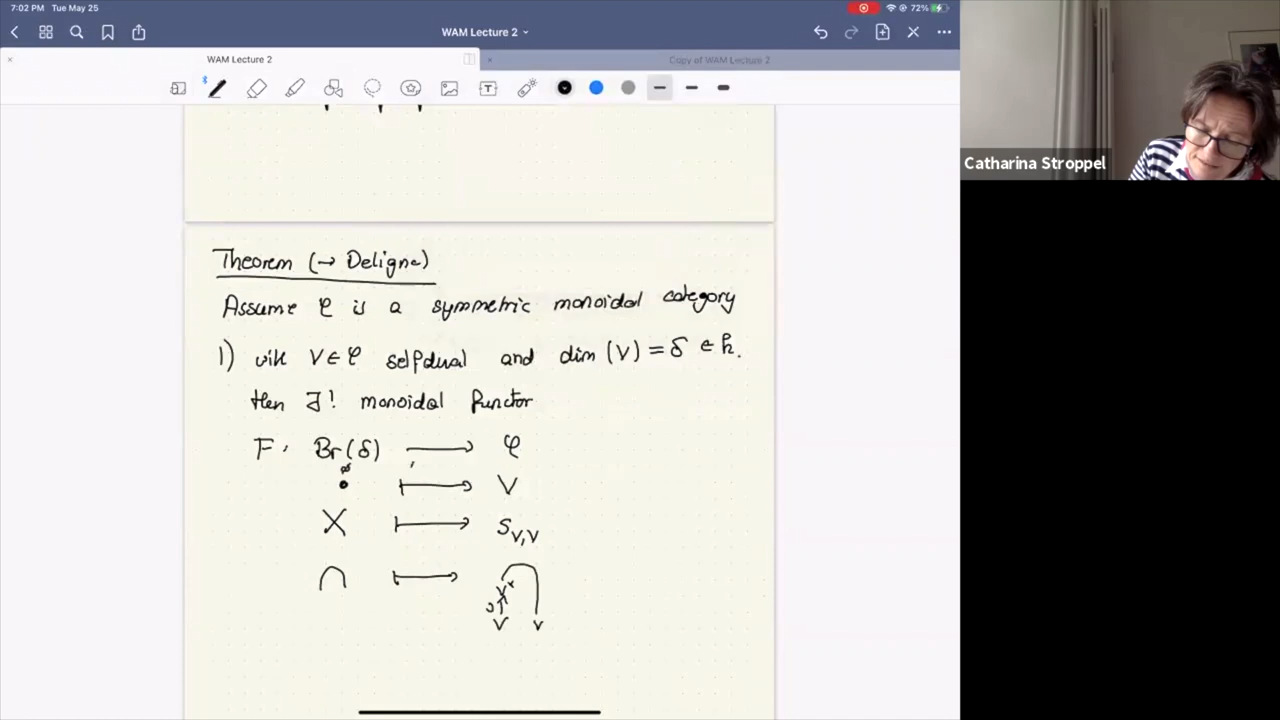 7:02 PM Tue May 25
72%
WAM Lecture 2
WAM Lecture 2
Copy of WAM Lecture 2
Catharina Stroppel
Theorem (→ Deligne)
Assume 𝒞 is a symmetric monoidal category
1) with V ∈ 𝒞 selfdual and dim (V) = δ ∈ k.
then ∃! monoidal functor
F: Br(δ) → 𝒞
• ↦ V
X ↦ S_{V,V}
∩ ↦
V*
V V